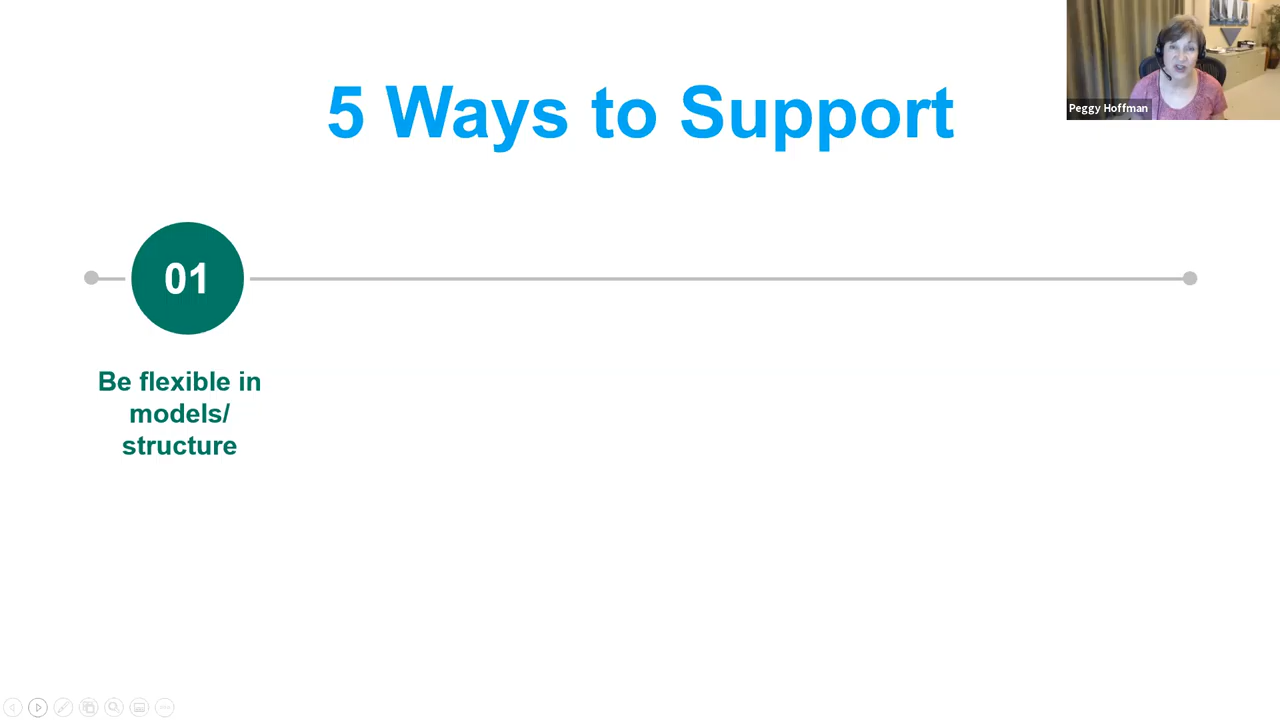 5 Ways to Support
Peggy Hoffman
01
Be flexible in
models/
structure